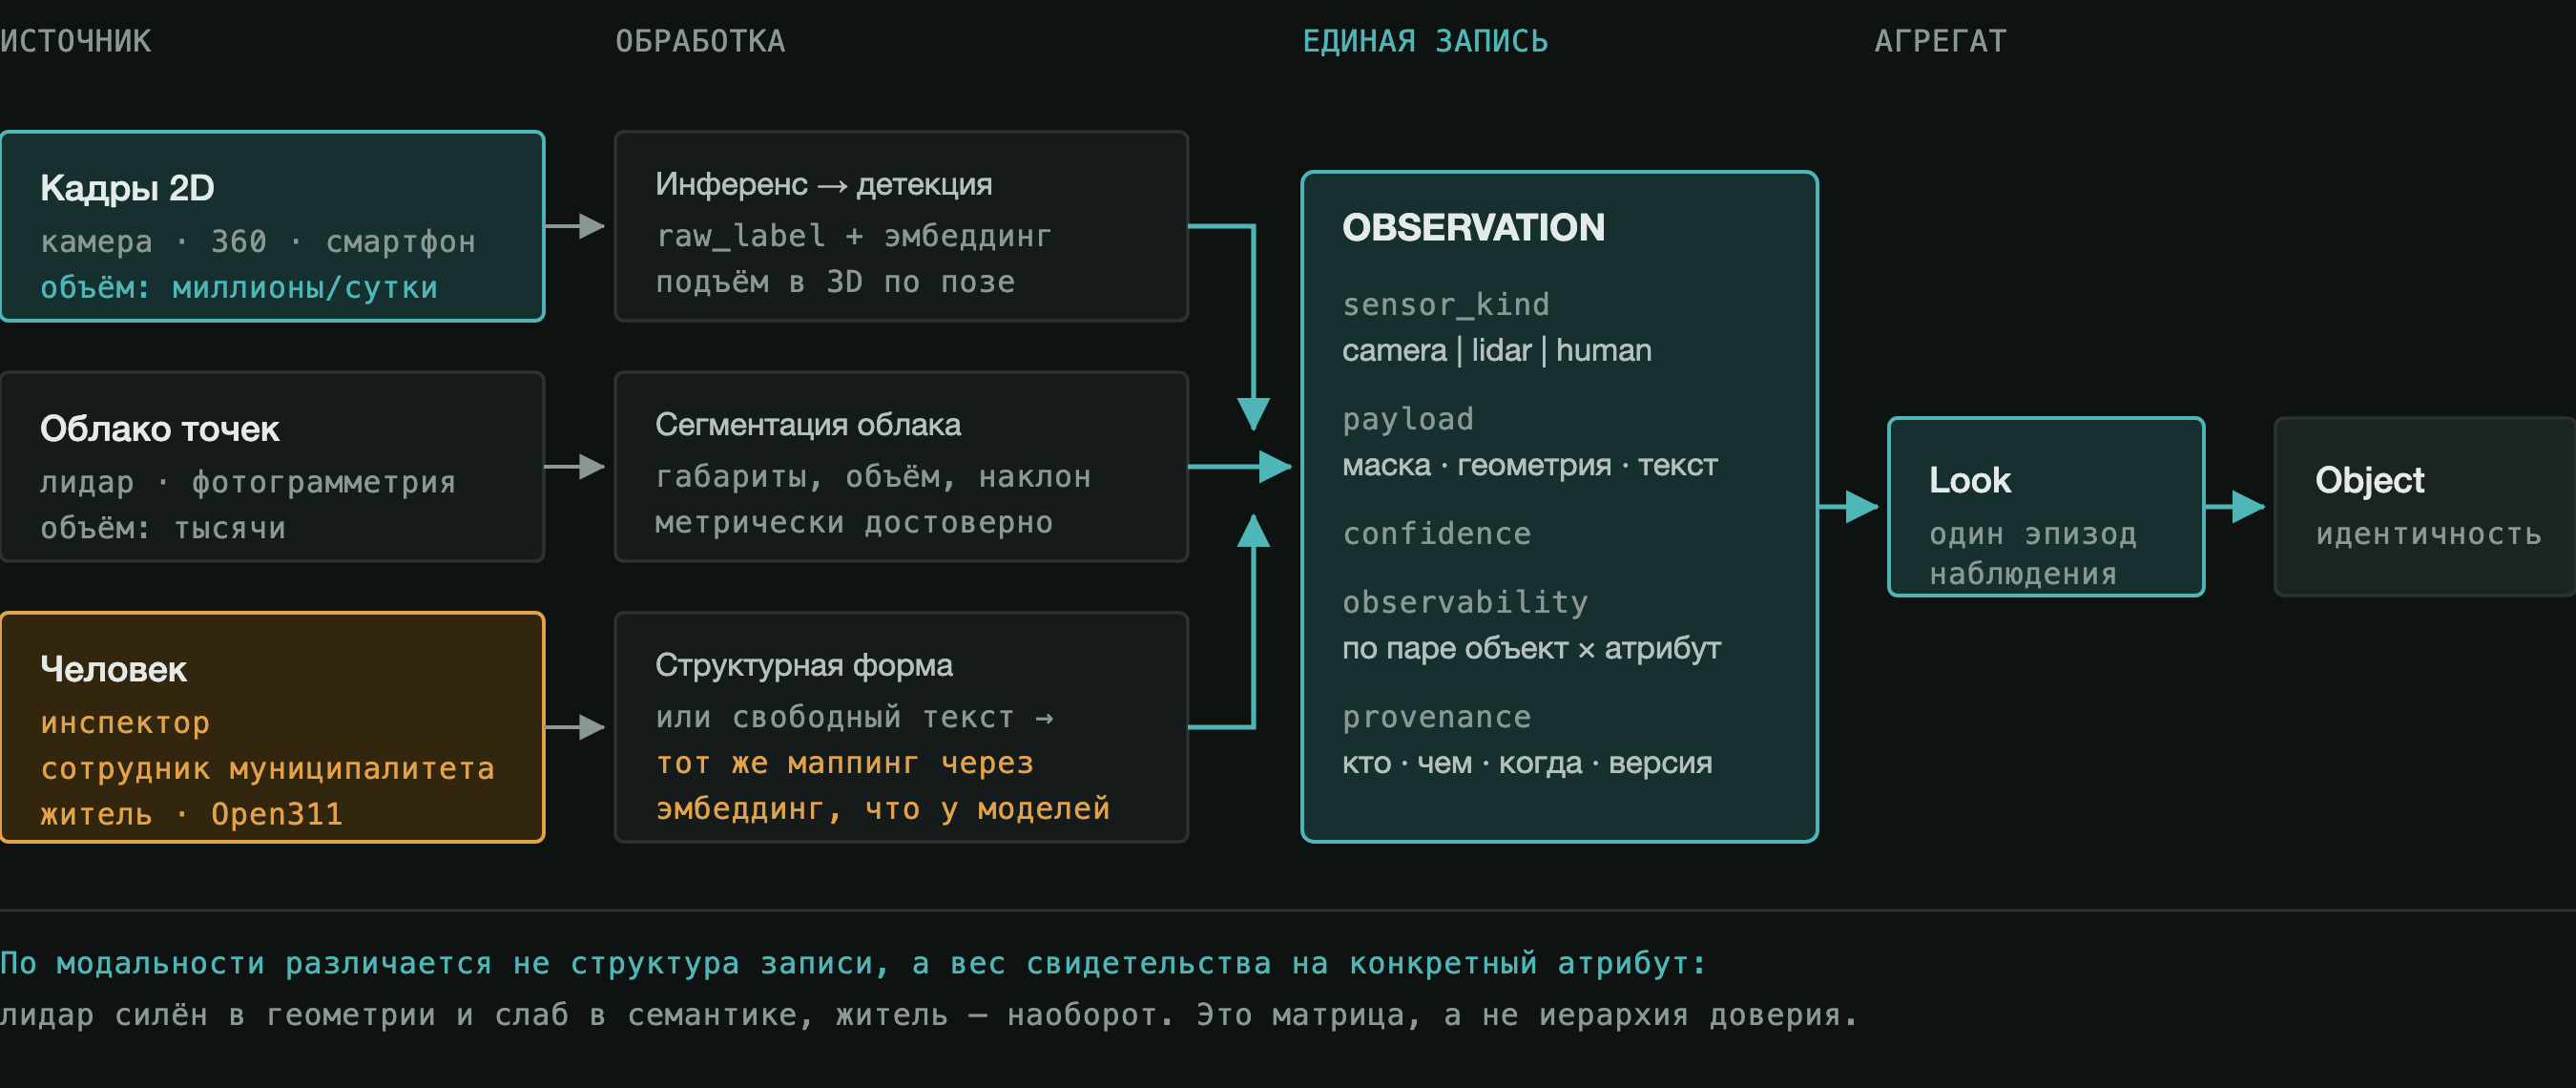 ИСТОЧНИК
ОБРАБОТКА
ЕДИНАЯ ЗАПИСЬ
АГРЕГАТ
Кадры 2D
камера · 360 · смартфон
объём: миллионы/сутки
Инференс → детекция
raw_label + эмбеддинг
подъём в 3D по позе
Облако точек
лидар · фотограмметрия
объём: тысячи
Сегментация облака
габариты, объём, наклон
метрически достоверно
Человек
инспектор
сотрудник муниципалитета
житель · Open311
Структурная форма
или свободный текст →
тот же маппинг через
эмбеддинг, что у моделей
OBSERVATION
sensor_kind
camera | lidar | human
payload
маска · геометрия · текст
confidence
observability
по паре объект × атрибут
provenance
кто · чем · когда · версия
Look
один эпизод
наблюдения
Object
идентичность
По модальности различается не структура записи, а вес свидетельства на конкретный атрибут:
лидар силён в геометрии и слаб в семантике, житель — наоборот. Это матрица, а не иерархия доверия.